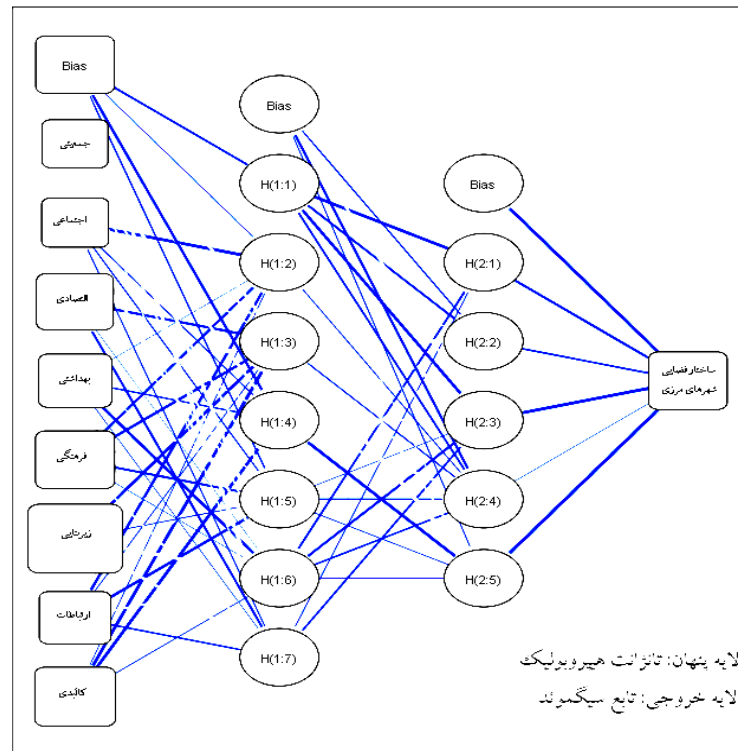 Bias
جمعیتی
اجتماعی
اقتصادی
بهداشتی
فرهنگی
زیربنایی
ارتباطات
کالبدی
Bias
H(1:1)
H(1:2)
H(1:3)
H(1:4)
H(1:5)
H(1:6)
H(1:7)
Bias
H(2:1)
H(2:2)
H(2:3)
H(2:4)
H(2:5)
ساختار فضایی
شهرهای مرزی
لایه پنهان: تانژانت هیپربولیک
لایه خروجی: تابع سیگموئد